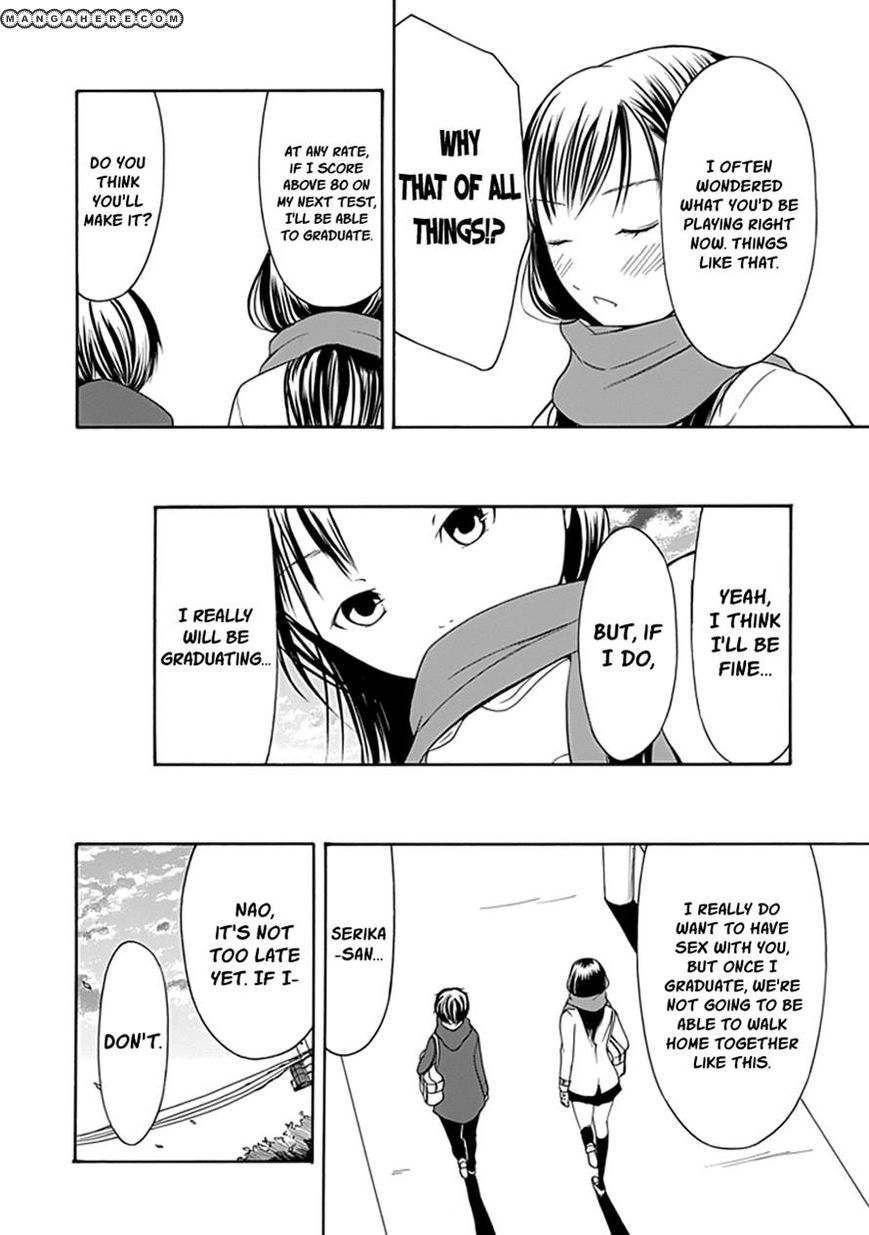 MANGAHERE.COM
I OFTEN
WONDERED
WHAT YOU'D BE
PLAYING RIGHT
NOW. THINGS
LIKE THAT.
WHY
THAT OF ALL
THINGS!?
AT ANY RATE,
IF I SCORE
ABOVE 80 ON
MY NEXT TEST,
I'LL BE ABLE
TO GRADUATE.
DO YOU
THINK
YOU'LL
MAKE IT?
YEAH,
I THINK
I'LL BE
FINE...
BUT, IF
I DO,
I REALLY
WILL BE
GRADUATING...
I REALLY DO
WANT TO HAVE
SEX WITH YOU,
BUT ONCE I
GRADUATE, WE'RE
NOT GOING TO BE
ABLE TO WALK
HOME TOGETHER
LIKE THIS.
SERIKA
-SAN...
NAO,
IT'S NOT
TOO LATE
YET. IF I-
DON'T.